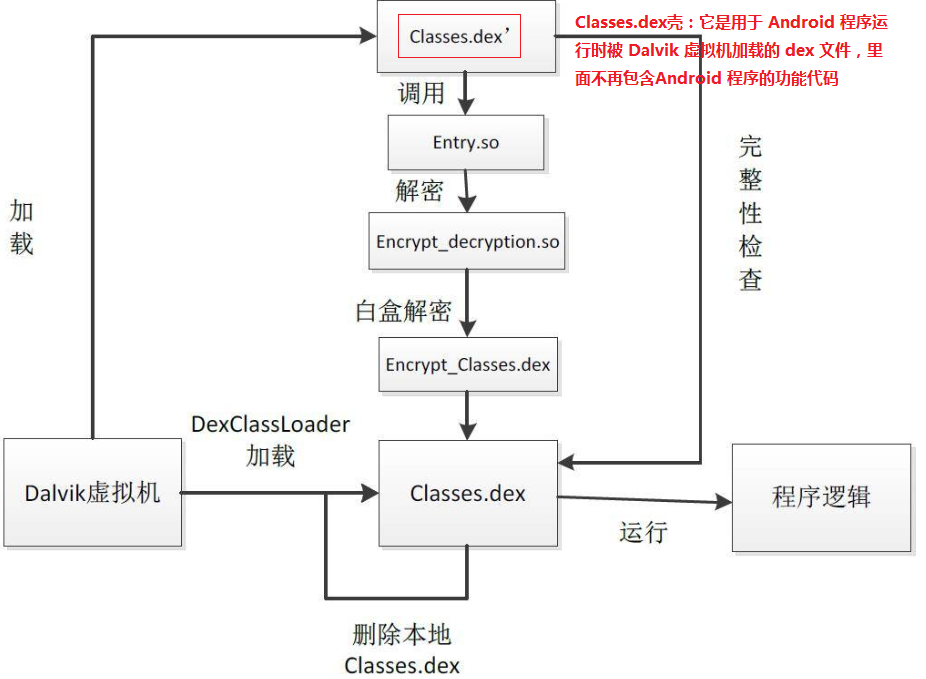 Classes.dex’
Classes.dex壳：它是用于 Android 程序运
行时被 Dalvik 虚拟机加载的 dex 文件，里
面不再包含Android 程序的功能代码
调用
Entry.so
完整性检查
解密
加载
Encrypt_decryption.so
白盒解密
Encrypt_Classes.dex
DexClassLoader
加载
Dalvik虚拟机
Classes.dex
程序逻辑
运行
删除本地
Classes.dex